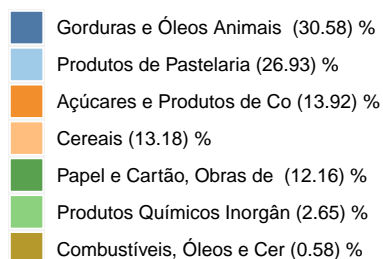 Gorduras e Óleos Animais (30.58) %
Produtos de Pastelaria (26.93) %
Açúcares e Produtos de Co (13.92) %
Cereais (13.18) %
Papel e Cartão, Obras de (12.16) %
Produtos Químicos Inorgân (2.65) %
Combustíveis, Óleos e Cer (0.58) %